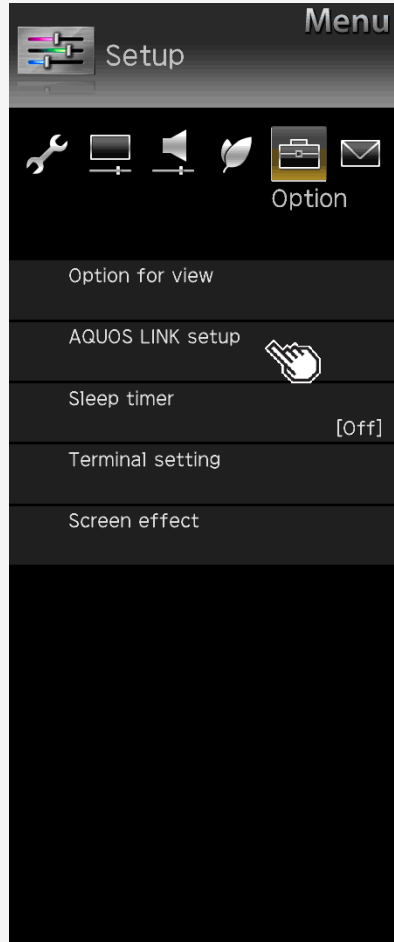 Menu
Setup
Option
Option for view
AQUOS LINK setup
Sleep timer
[Off]
Terminal setting
Screen effect